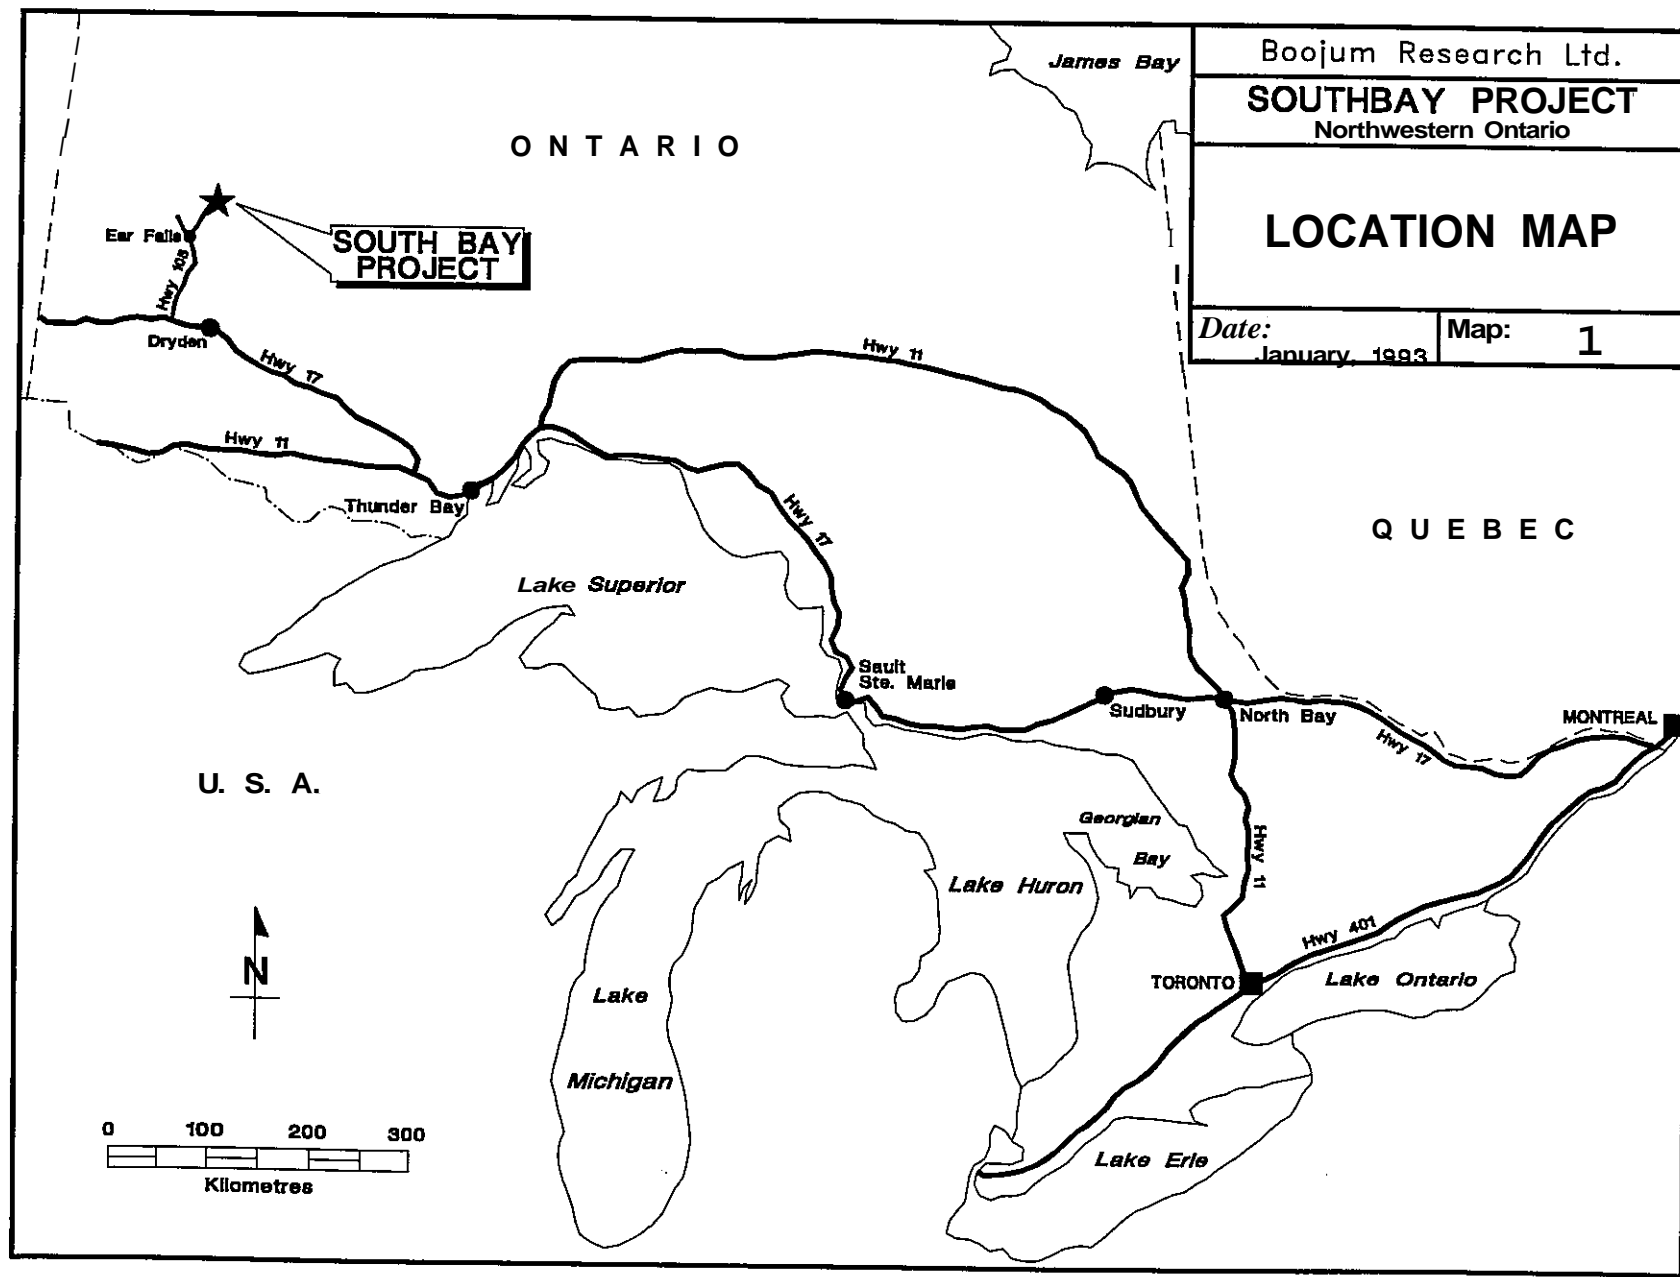 Boojum Research Ltd.
SOUTHBAY PROJECT
Northwestern Ontario
LOCATION MAP
Date:
January, 1993
Map: 1
James Bay
O N T A R I O
SOUTH BAY
PROJECT
Ear Falls
Hwy 105
Dryden
Hwy 17
Hwy 11
Hwy 11
Thunder Bay
Hwy 17
Q U E B E C
Lake Superior
Sault
Ste. Marie
Sudbury
North Bay
MONTREAL
Hwy 17
U. S. A.
Georgian
Bay
Hwy 11
Lake Huron
Hwy 401
N
TORONTO
Lake Ontario
Lake
Michigan
0 100 200 300
Kilometres
Lake Erie